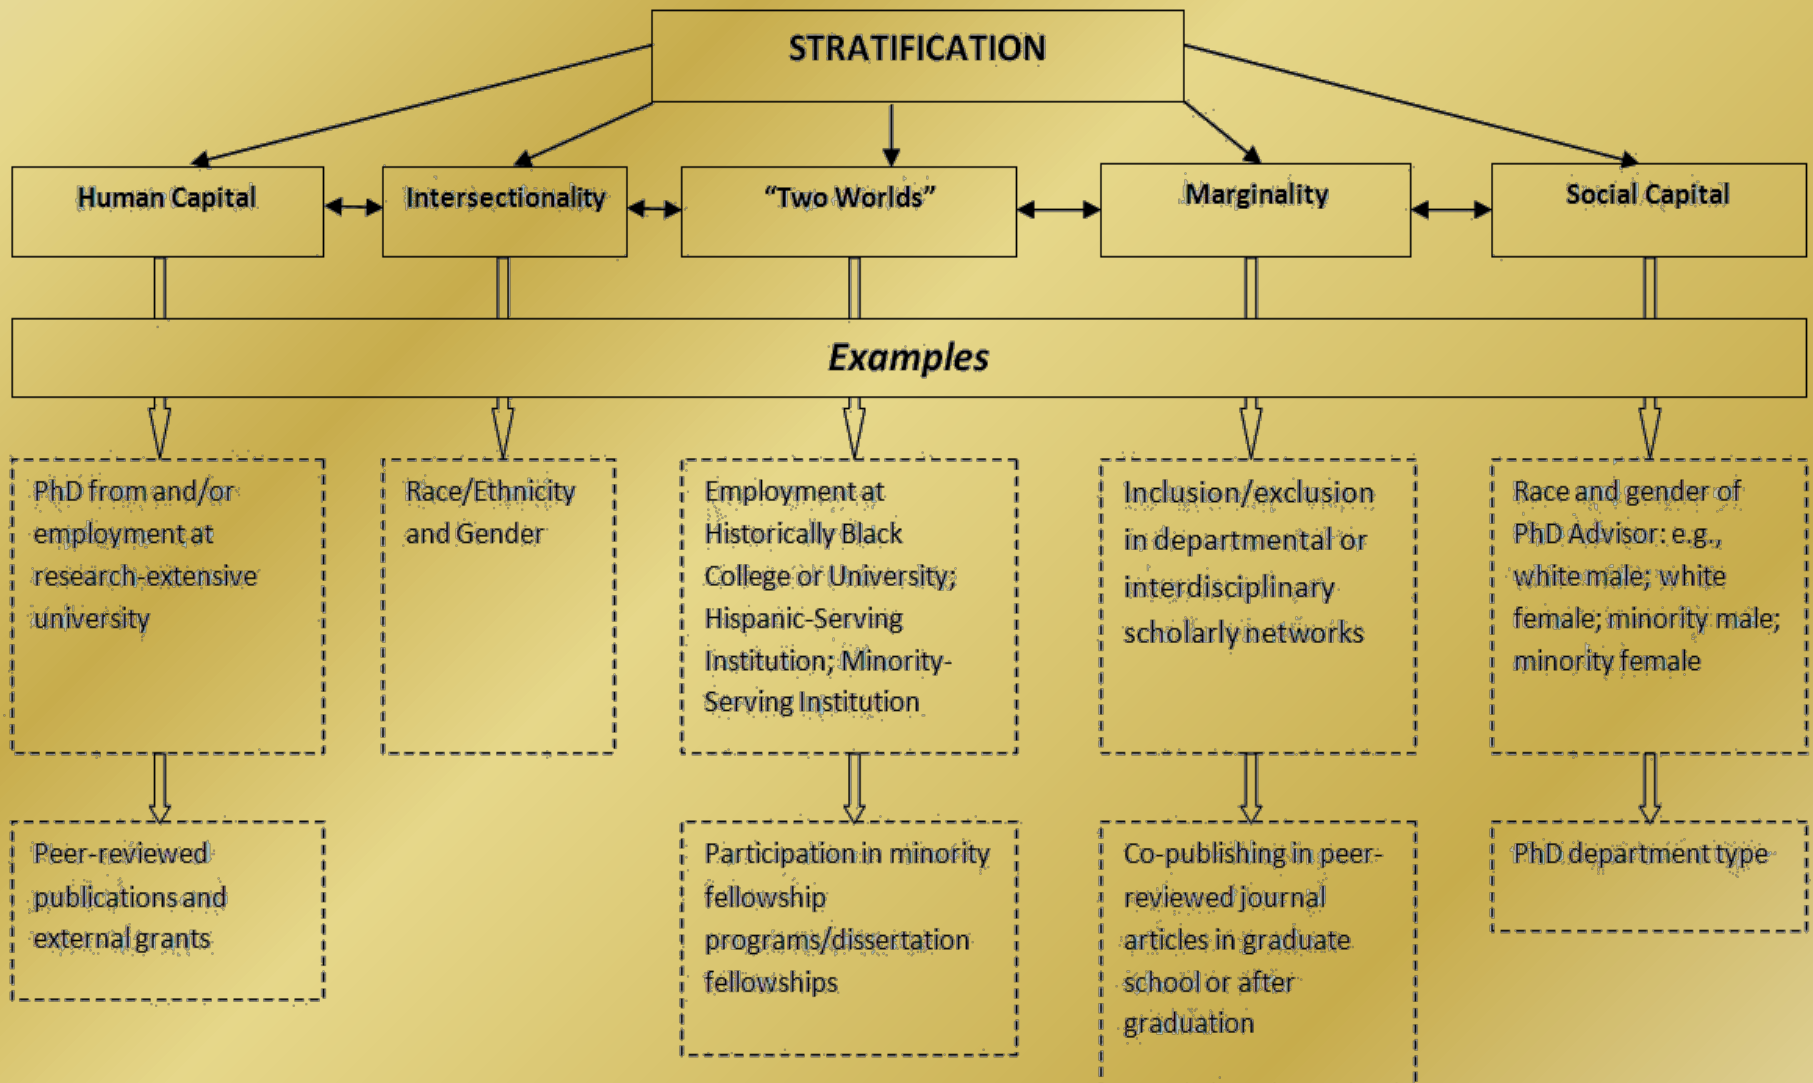 STRATIFICATION
Human Capital
Intersectionality
“Two Worlds”
Marginality
Social Capital
Examples
PhD from and/or
employment at
research-extensive
university
Race/Ethnicity
and Gender
Employment at
Historically Black
College or University;
Hispanic-Serving
Institution; Minority-
Serving Institution
Inclusion/exclusion
in departmental or
interdisciplinary
scholarly networks
Race and gender of
PhD Advisor: e.g.,
white male; white
female; minority male;
minority female
Peer-reviewed
publications and
external grants
Participation in minority
fellowship
programs/dissertation
fellowships
Co-publishing in peer-
reviewed journal
articles in graduate
school or after
graduation
PhD department type